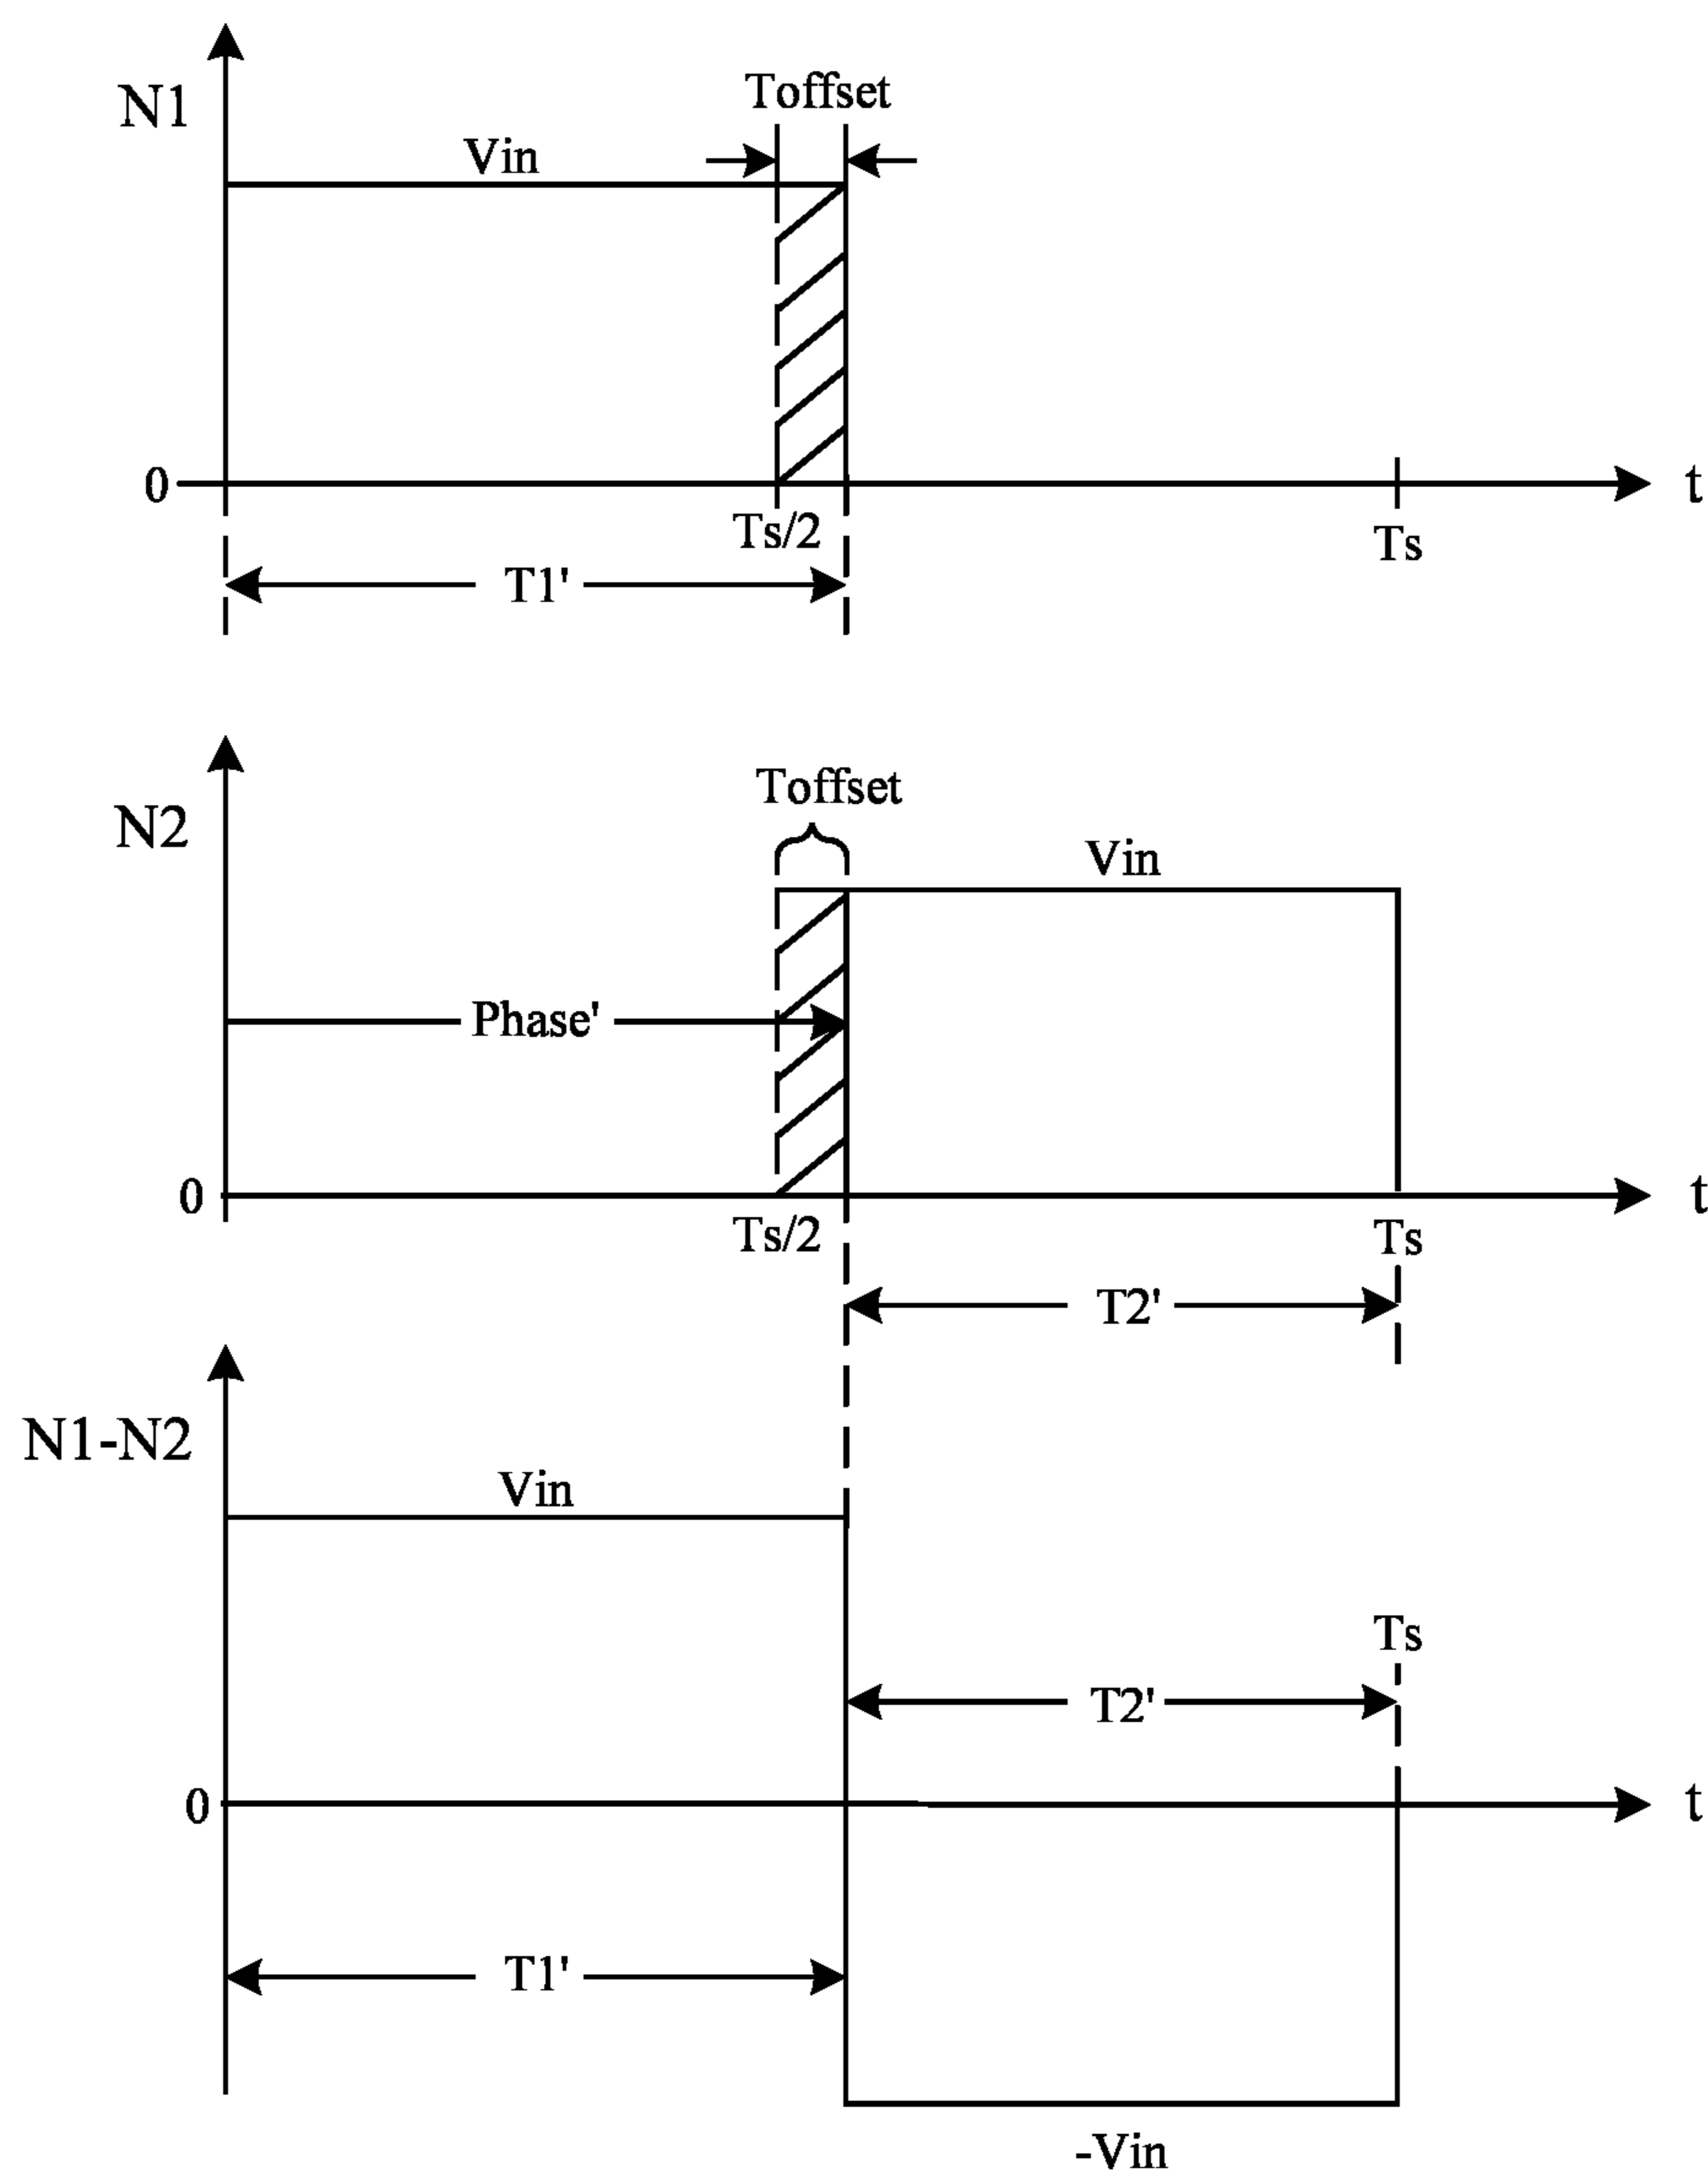 Toffset
N1
Vin
0
t
Ts/2
Ts
T1'
Toffset
N2
Vin
Phase'
0
t
Ts/2
Ts
T2'
N1-N2
Vin
Ts
T2'
0
t
T1'
-Vin